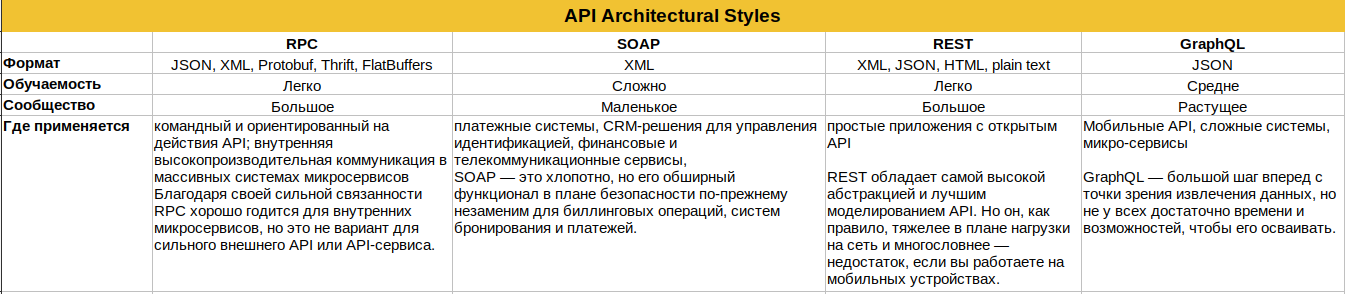 API Architectural Styles
RPC SOAP REST GraphQL
Формат JSON, XML, Protobuf, Thrift, FlatBuffers XML XML, JSON, HTML, plain text JSON
Обучаемость Легко Сложно Легко Средне
Сообщество Большое Маленькое Большое Растущее
Где применяется
командный и ориентированный на
действия API; внутренняя
высокопроизводительная коммуникация в
массивных системах микросервисов
Благодаря своей сильной связанности
RPC хорошо годится для внутренних
микросервисов, но это не вариант для
сильного внешнего API или API-сервиса.
платежные системы, CRM-решения для управления
идентификацией, финансовые и
телекоммуникационные сервисы,
SOAP — это хлопотно, но его обширный
функционал в плане безопасности по-прежнему
незаменим для биллинговых операций, систем
бронирования и платежей.
простые приложения с открытым
API
REST обладает самой высокой
абстракцией и лучшим
моделированием API. Но он, как
правило, тяжелее в плане нагрузки
на сеть и многословнее —
недостаток, если вы работаете на
мобильных устройствах.
Мобильные API, сложные системы,
микро-сервисы
GraphQL — большой шаг вперед с
точки зрения извлечения данных, но
не у всех достаточно времени и
возможностей, чтобы его осваивать.